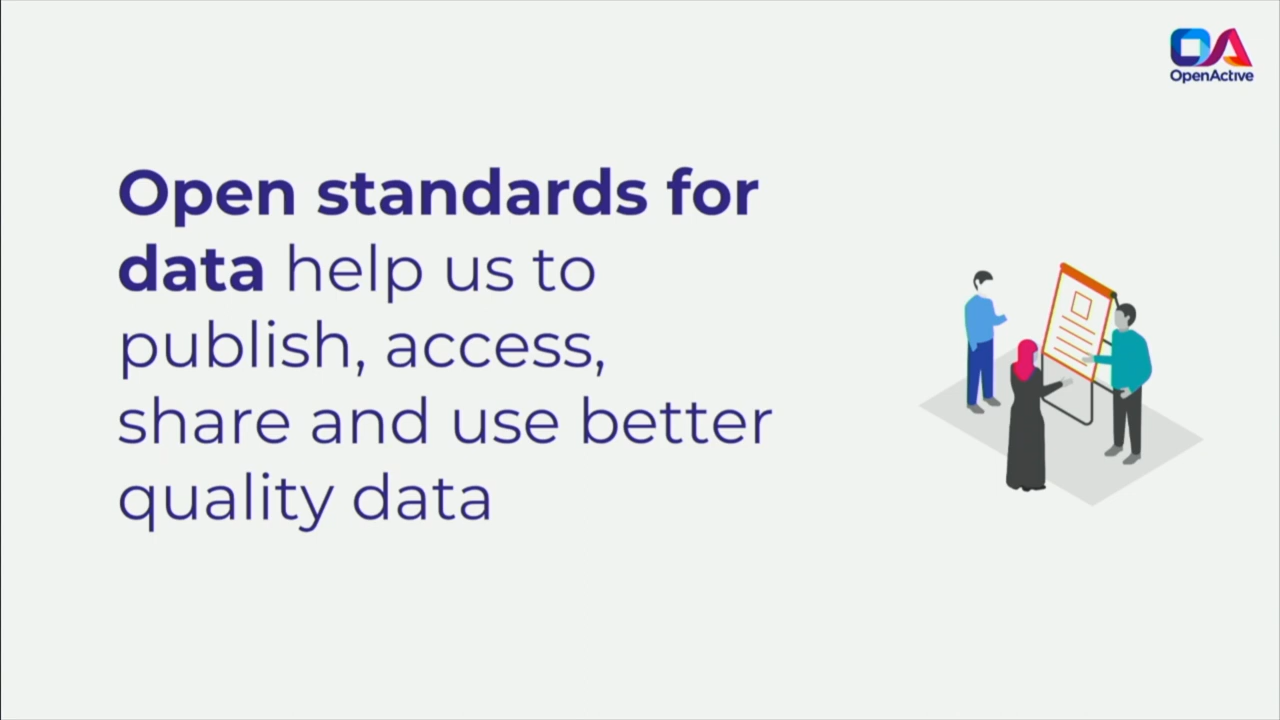 OpenActive
Open standards for
data help us to
publish, access,
share and use better
quality data